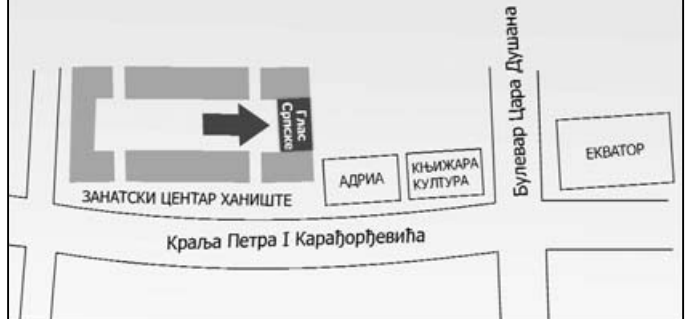 Глас
Српске
ЗАНАТСКИ ЦЕНТАР ХАНИШТЕ
АДРИА
КЊИЖАРА
КУЛТУРА
Булевар Цара Душана
ЕКВАТОР
Краља Петра I Карађорђевића